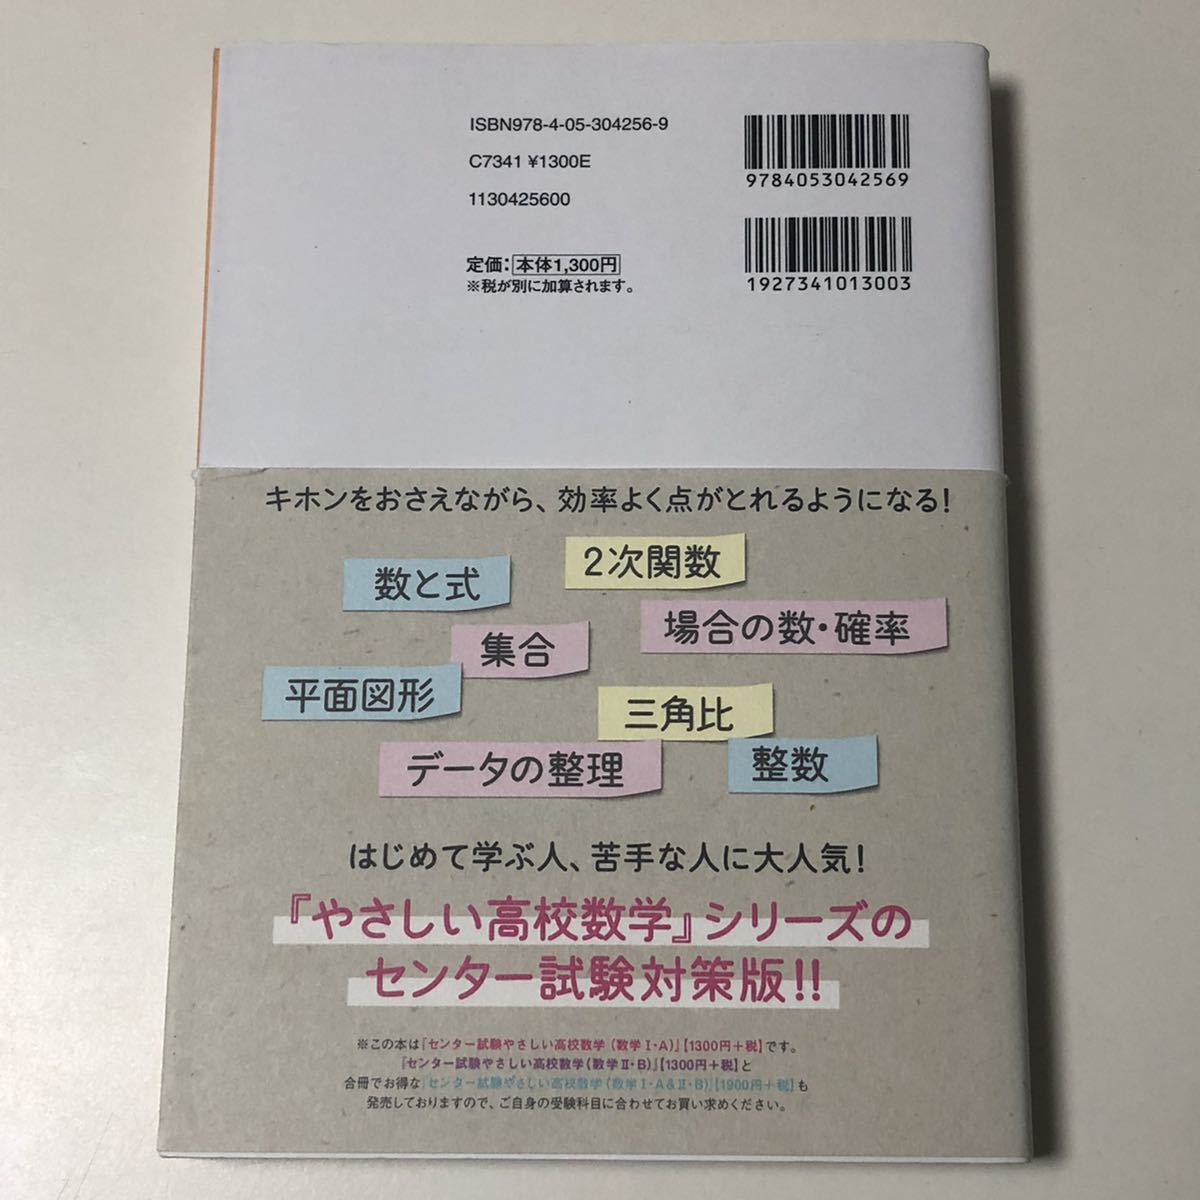 ISBN978-4-05-304256-9
C7341 ¥1300E
1130425600
定価:本体1,300円
※税が別に加算されます。
9784053042569
1927341013003
キホンをおさえながら、効率よく点がとれるようになる!
2次関数
数と式
場合の数・確率
集合
平面図形
三角比
データの整理
整数
はじめて学ぶ人、苦手な人に大人気!
『やさしい高校数学』シリーズの
センター試験対策版!!
※この本は『センター試験やさしい高校数学(数学Ⅰ・A)』【1300円+税】です。
『センター試験やさしい高校数学(数学Ⅱ・B)』【1300円+税】と
合冊でお得な『センター試験やさしい高校数学(数学Ⅰ・A&Ⅱ・B)』【1900円+税】も
発売しておりますので、ご自身の受験科目に合わせてお買い求めください。